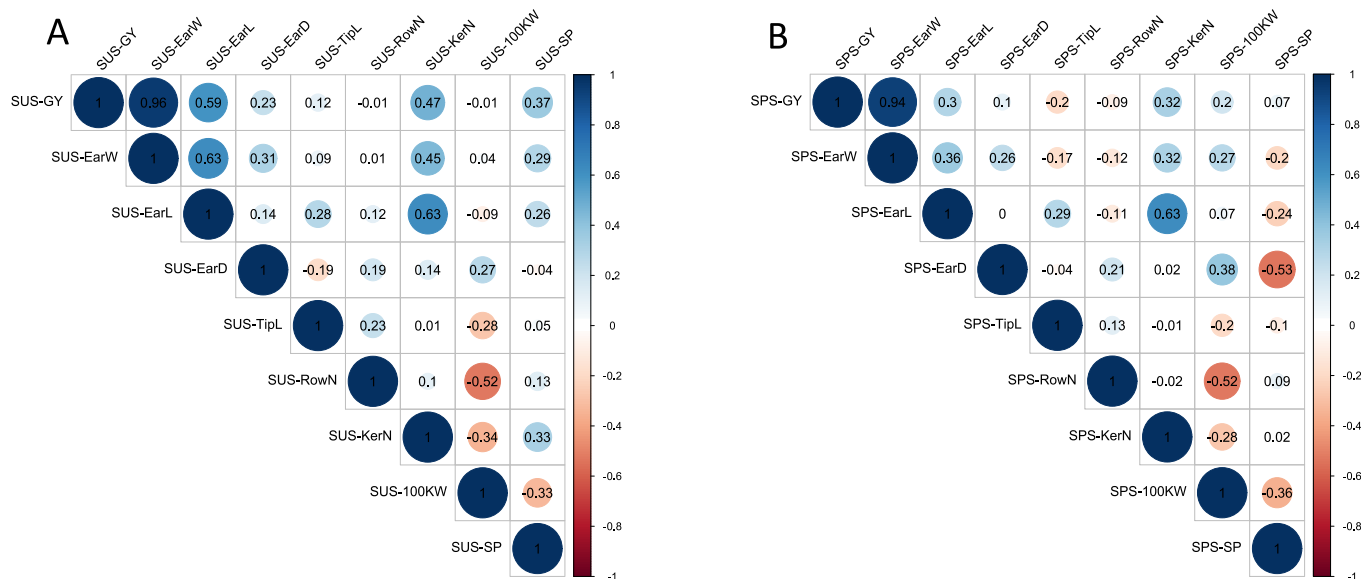 A
SUS-GY SUS-EarW SUS-EarL SUS-EarD SUS-TipL SUS-RowN SUS-KerN SUS-100KW SUS-SP
SUS-GY 1 0.96 0.59 0.23 0.12 -0.01 0.47 -0.01 0.37
SUS-EarW 1 0.63 0.31 0.09 0.01 0.45 0.04 0.29
SUS-EarL 1 0.14 0.28 0.12 0.63 -0.09 0.26
SUS-EarD 1 -0.19 0.19 0.14 0.27 -0.04
SUS-TipL 1 0.23 0.01 -0.28 0.05
SUS-RowN 1 0.1 -0.52 0.13
SUS-KerN 1 -0.34 0.33
SUS-100KW 1 -0.33
SUS-SP 1
1
0.8
0.6
0.4
0.2
0
-0.2
-0.4
-0.6
-0.8
-1
B
SPS-GY SPS-EarW SPS-EarL SPS-EarD SPS-TipL SPS-RowN SPS-KerN SPS-100KW SPS-SP
SPS-GY 1 0.94 0.3 0.1 -0.2 -0.09 0.32 0.2 0.07
SPS-EarW 1 0.36 0.26 -0.17 -0.12 0.32 0.27 -0.2
SPS-EarL 1 0 0.29 -0.11 0.63 0.07 -0.24
SPS-EarD 1 -0.04 0.21 0.02 0.38 -0.53
SPS-TipL 1 0.13 -0.01 -0.2 -0.1
SPS-RowN 1 -0.02 -0.52 0.09
SPS-KerN 1 -0.28 0.02
SPS-100KW 1 -0.36
SPS-SP 1
1
0.8
0.6
0.4
0.2
0
-0.2
-0.4
-0.6
-0.8
-1